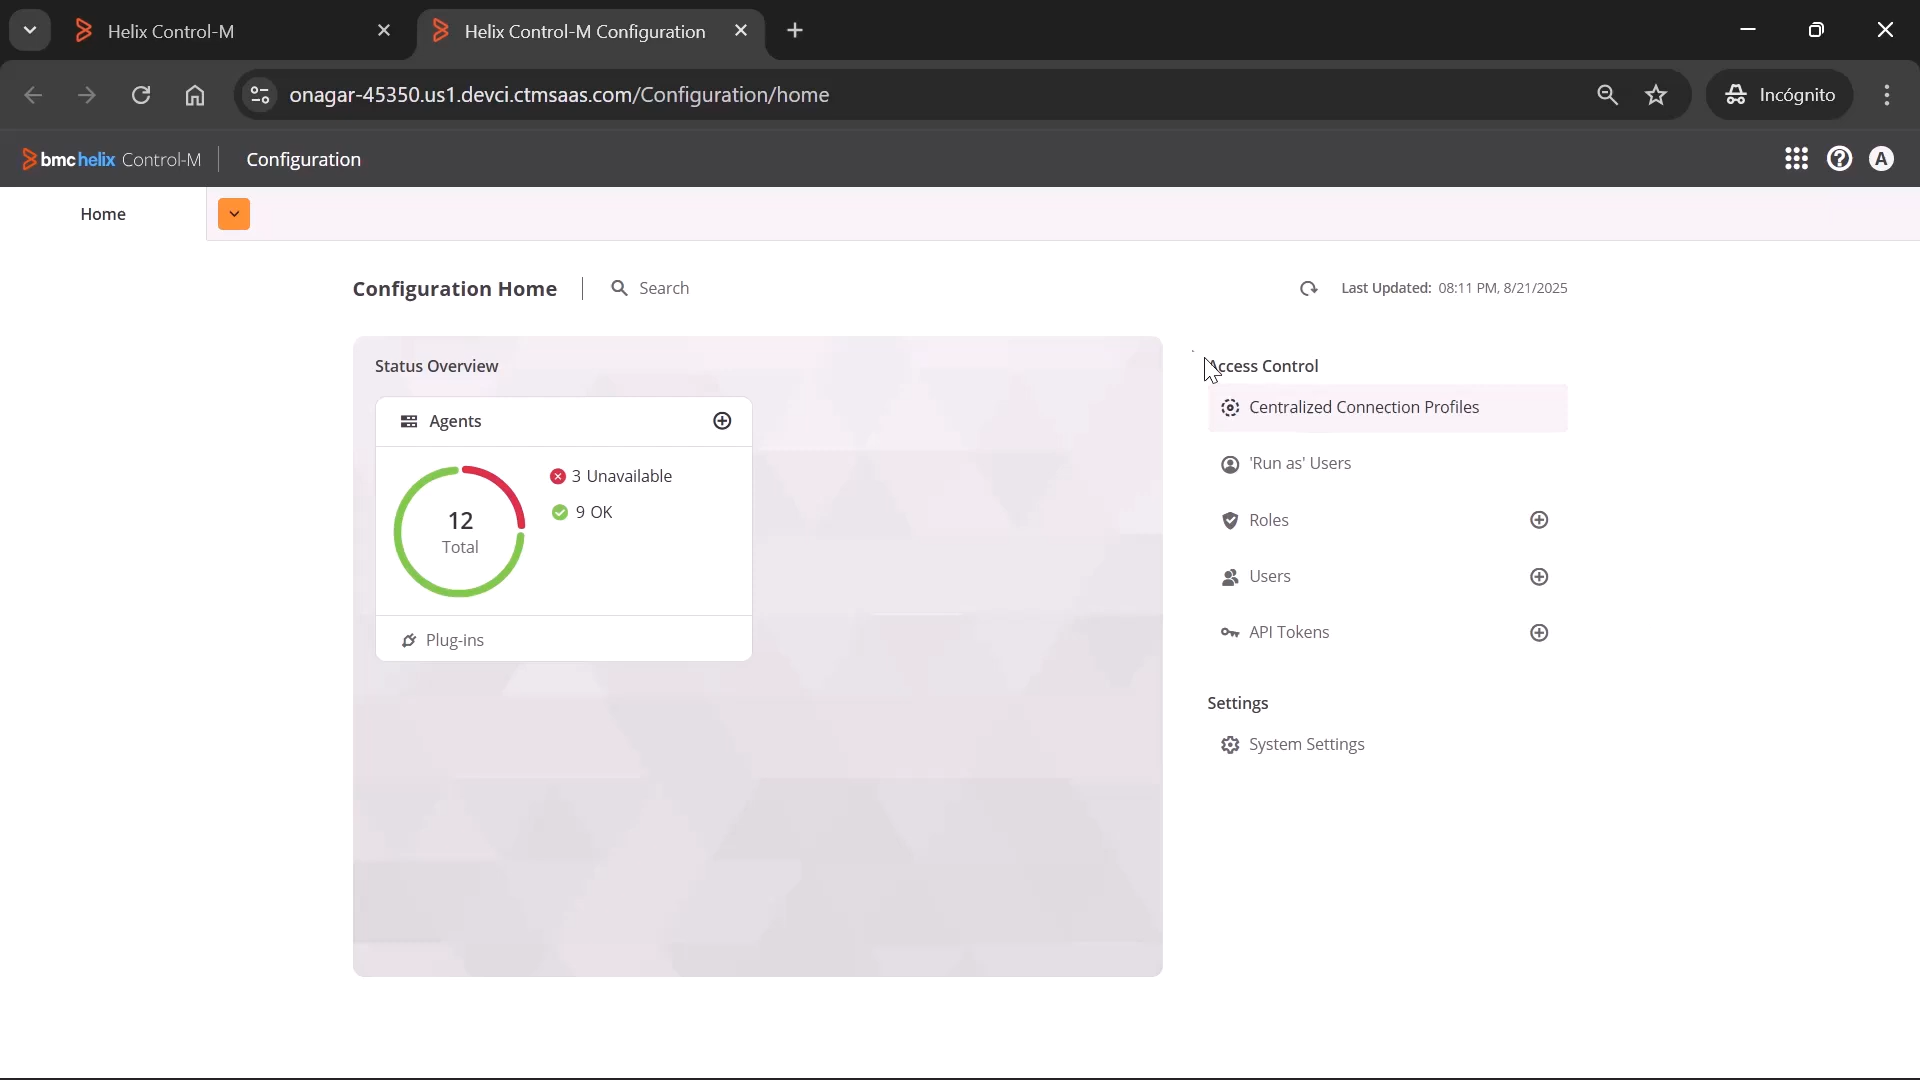 Helix Control-M
Helix Control-M Configuration
onagar-45350.us1.devci.ctmsaas.com/Configuration/home
Incógnito
bmc helix Control-M
Configuration
A
Home
Configuration Home
Search
Last Updated: 08:11 PM, 8/21/2025
Status Overview
Agents
12
Total
3 Unavailable
9 OK
Plug-ins
Access Control
Centralized Connection Profiles
'Run as' Users
Roles
Users
API Tokens
Settings
System Settings